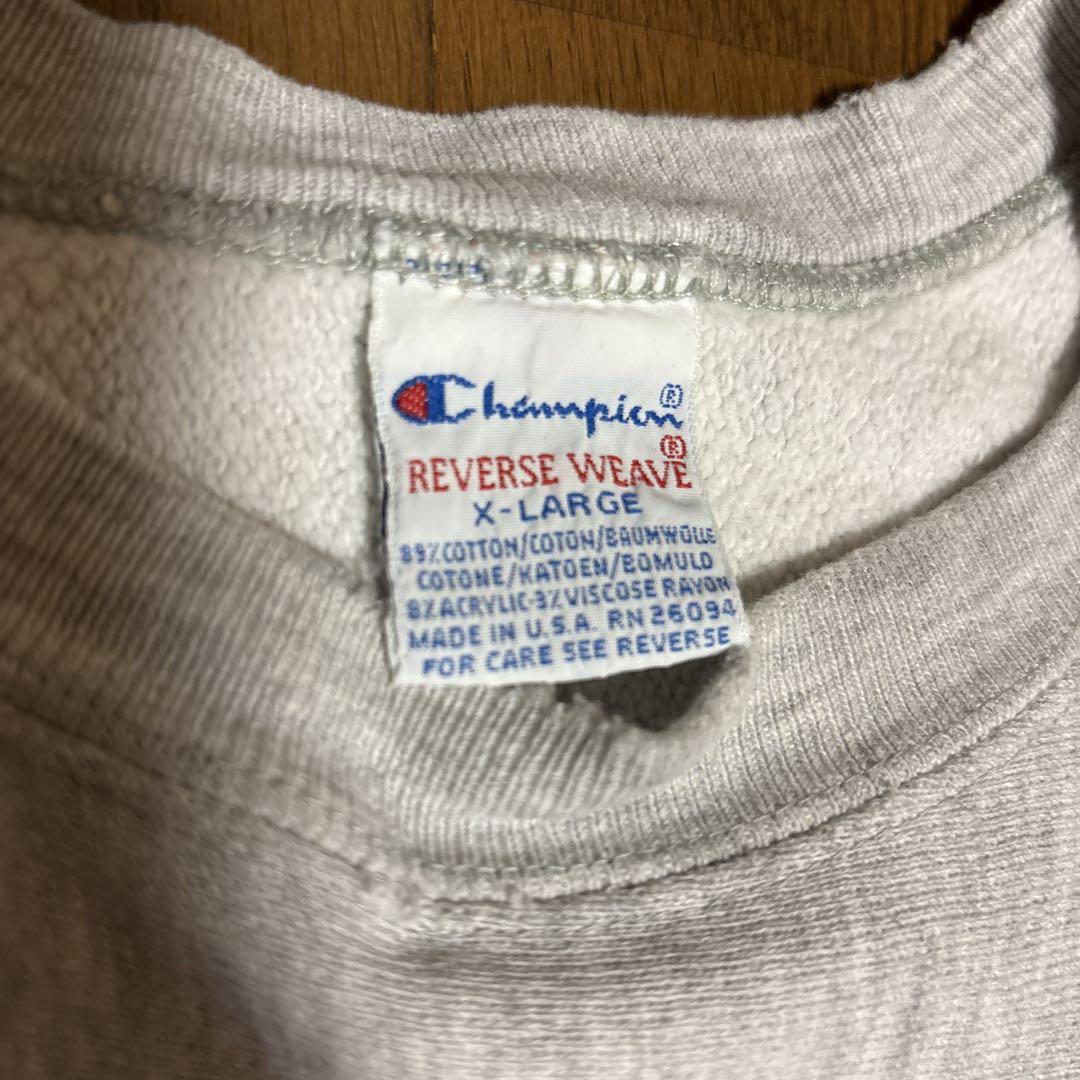 Champion®
REVERSE WEAVE®
X-LARGE
89%COTTON/COTON/BAUMWOLLE
COTONE/KATOEN/BOMULD
8%ACRYLIC-3%VISCOSE RAYON
MADE IN U.S.A. RN 26094
FOR CARE SEE REVERSE